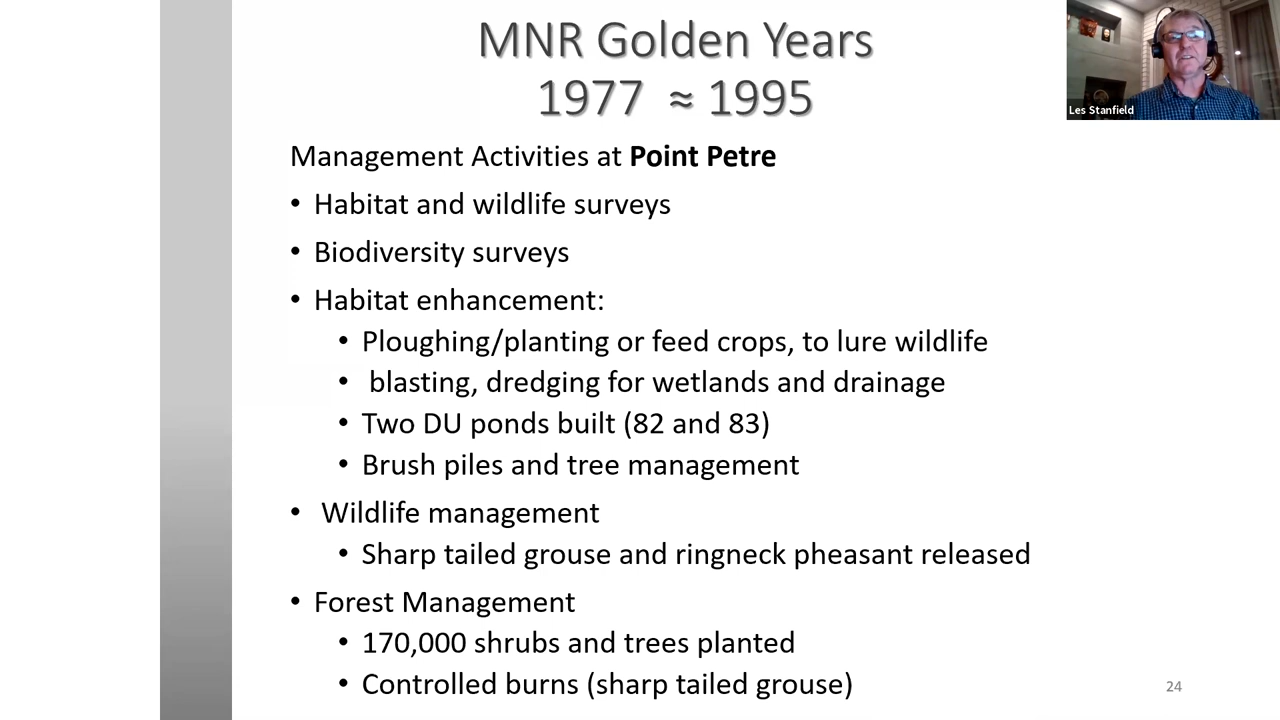 MNR Golden Years
1977 ≈ 1995
Les Stanfield
Management Activities at Point Petre
• Habitat and wildlife surveys
• Biodiversity surveys
• Habitat enhancement:
• Ploughing/planting or feed crops, to lure wildlife
• blasting, dredging for wetlands and drainage
• Two DU ponds built (82 and 83)
• Brush piles and tree management
• Wildlife management
• Sharp tailed grouse and ringneck pheasant released
• Forest Management
• 170,000 shrubs and trees planted
• Controlled burns (sharp tailed grouse)
24